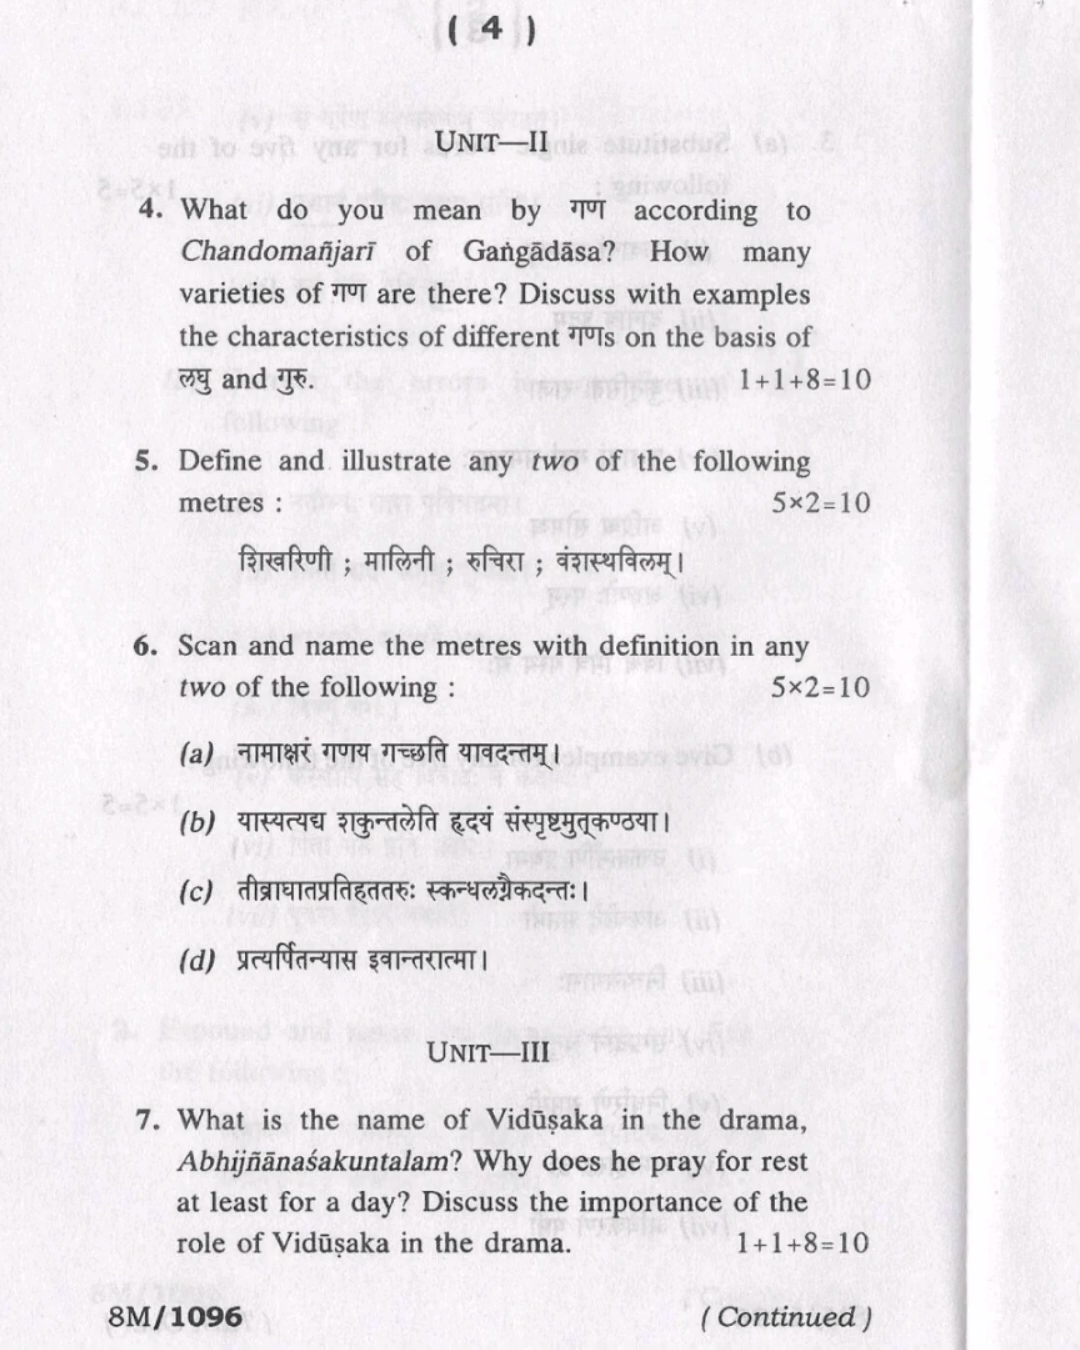 ( 4 )
UNIT—II
4. What do you mean by गण according to
Chandomañjarī of Gaṅgādāsa? How many
varieties of गण are there? Discuss with examples
the characteristics of different गणs on the basis of
लघु and गुरु. 1+1+8=10
5. Define and illustrate any two of the following
metres : 5×2=10
शिखरिणी ; मालिनी ; रुचिरा ; वंशस्थविलम्।
6. Scan and name the metres with definition in any
two of the following : 5×2=10
(a) नामाक्षरं गणय गच्छति यावदन्तम्।
(b) यास्यत्यद्य शकुन्तलेति हृदयं संस्पृष्टमुत्कण्ठया।
(c) तीव्राघातप्रतिहततरुः स्कन्धलग्नैकदन्तः।
(d) प्रत्यर्पितन्यास इवान्तरात्मा।
UNIT—III
7. What is the name of Vidūṣaka in the drama,
Abhijñānaśakuntalam? Why does he pray for rest
at least for a day? Discuss the importance of the
role of Vidūṣaka in the drama. 1+1+8=10
8M/1096 ( Continued )